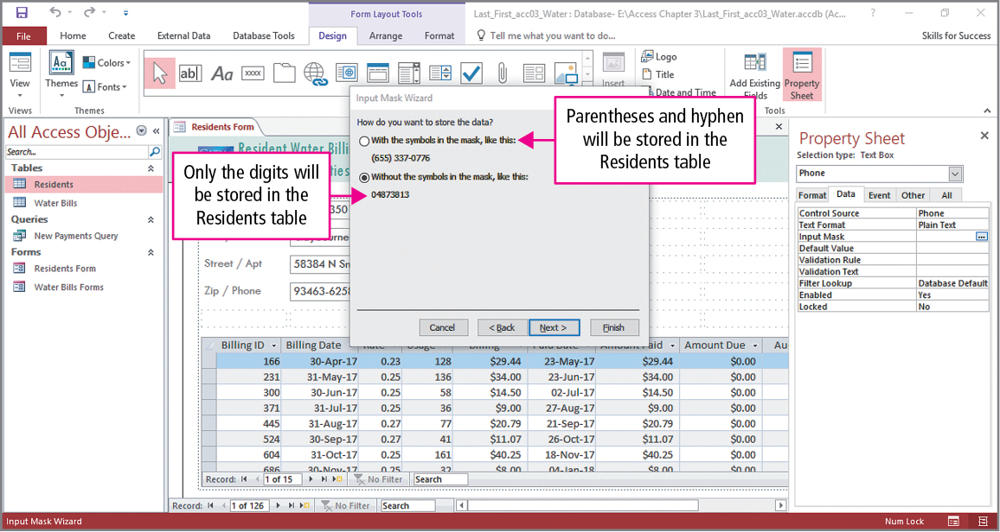 Form Layout Tools
Last_First_acc03_Water : Database- E:\Access Chapter 3\Last_First_acc03_Water.accdb (Ac...
?
File
Home
Create
External Data
Database Tools
Design
Arrange
Format
Tell me what you want to do...
Skills for Success
View
Views
Aa
Themes
Colors
Fonts
Themes
ab|
Aa
xxxx
Insert
Logo
Title
Date and Time
Add Existing Fields
Property Sheet
Tools
All Access Obje...
Search...
Tables
Residents
Water Bills
Queries
New Payments Query
Forms
Residents Form
Water Bills Forms
Residents Form
Resident Water Billi
ties
350
Street / Apt
58384 N Sn
Zip / Phone
93463-6258
Input Mask Wizard
How do you want to store the data?
With the symbols in the mask, like this:
(655) 337-0776
Without the symbols in the mask, like this:
04873813
Cancel
< Back
Next >
Finish
Only the digits will
be stored in the
Residents table
Parentheses and hyphen
will be stored in the
Residents table
Billing ID Billing Date Rate Usage Billing Paid Date Amount Paid Amount Due Au
166 30-Apr-17 0.23 128 $29.44 23-May-17 $29.44 $0.00
231 31-May-17 0.25 136 $34.00 23-Jun-17 $34.00 $0.00
300 30-Jun-17 0.25 58 $14.50 02-Jul-17 $14.50 $0.00
371 31-Jul-17 0.25 36 $9.00 27-Aug-17 $9.00 $0.00
445 31-Aug-17 0.27 77 $20.79 21-Sep-17 $20.79 $0.00
524 30-Sep-17 0.27 41 $11.07 26-Oct-17 $11.07 $0.00
604 31-Oct-17 0.25 161 $40.25 18-Nov-17 $40.25 $0.00
686 30-Nov-17 0.25 32 $8.00 04-Jan-18 $8.00 $0.00
Record: 1 of 15 No Filter Search
Record: 1 of 126 No Filter Search
Property Sheet
Selection type: Text Box
Phone
Format
Data
Event
Other
All
Control Source Phone
Text Format Plain Text
Input Mask
Default Value
Validation Rule
Validation Text
Filter Lookup Database Default
Enabled Yes
Locked No
Input Mask Wizard
Num Lock